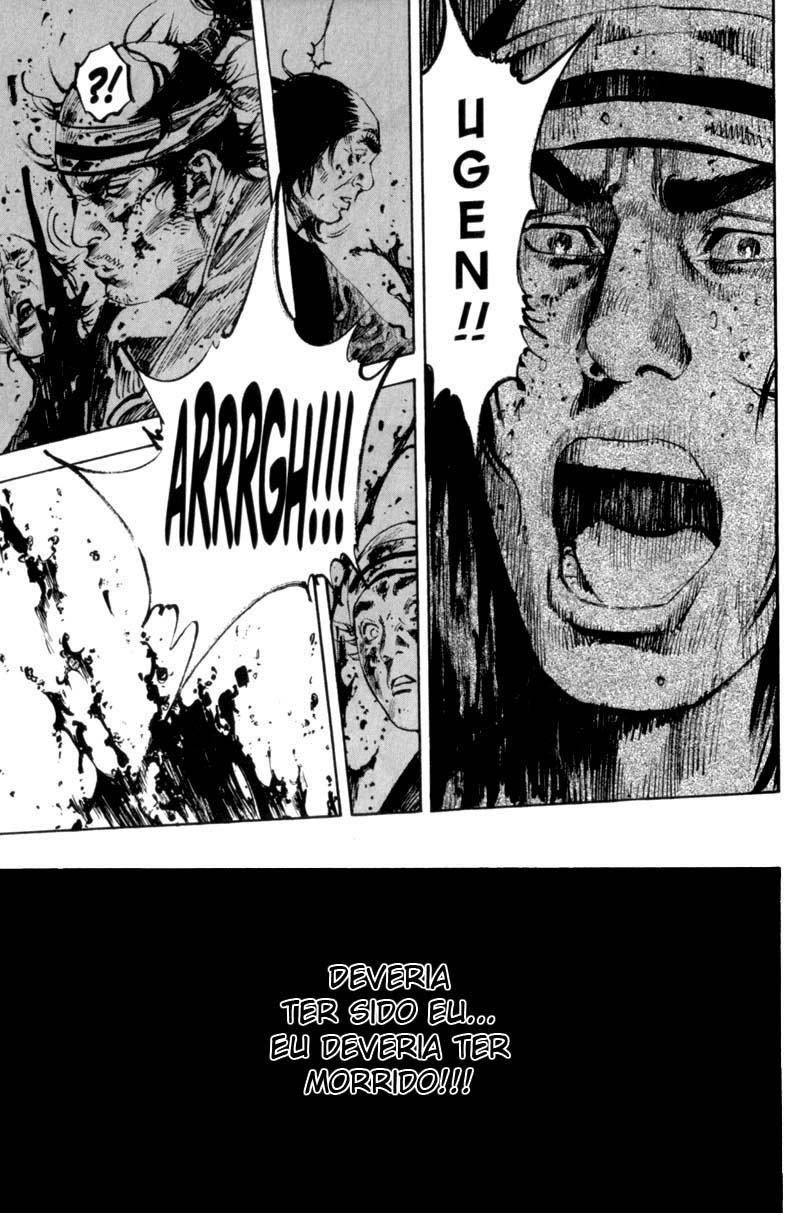 UGEN!!
?!
ARRRGH!!!
DEVERIA
TER SIDO EU...
EU DEVERIA TER
MORRIDO!!!